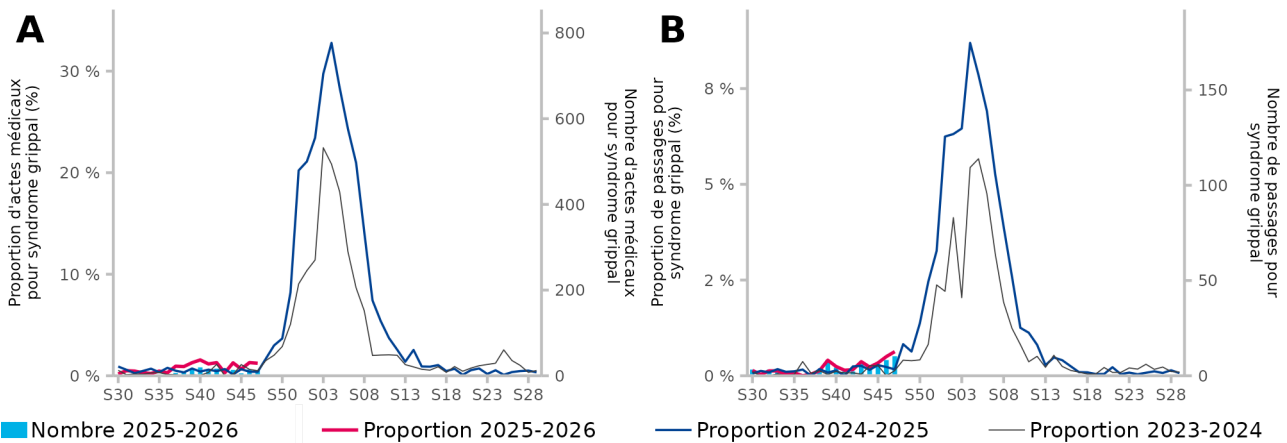 A
Proportion d'actes médicaux
pour syndrome grippal (%)
30 %
20 %
10 %
0 %
S30
S35
S40
S45
S50
S03
S08
S13
S18
S23
S28
800
600
400
200
0
Nombre d'actes médicaux
pour syndrome grippal
B
Proportion de passages pour
syndrome grippal (%)
8 %
5 %
2 %
0 %
S30
S35
S40
S45
S50
S03
S08
S13
S18
S23
S28
150
100
50
0
Nombre de passages pour
syndrome grippal
Nombre 2025-2026
Proportion 2025-2026
Proportion 2024-2025
Proportion 2023-2024